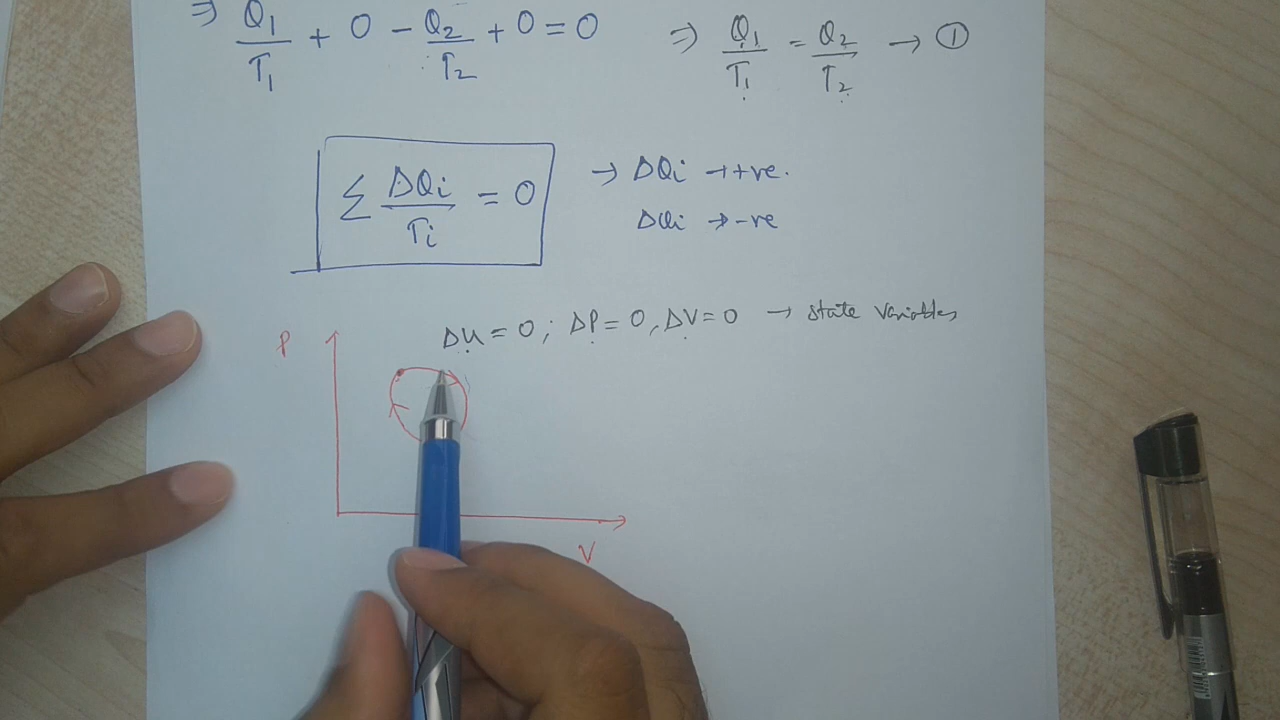 ⇒ Q1/T1 + 0 - Q2/T2 + 0 = 0 ⇒ Q1/T1 = Q2/T2 → ①
Σ ΔQi/Ti = 0 → ΔQi → +ve.
ΔQi → -ve
ΔU = 0; ΔP = 0, ΔV = 0 → state variables
P
V